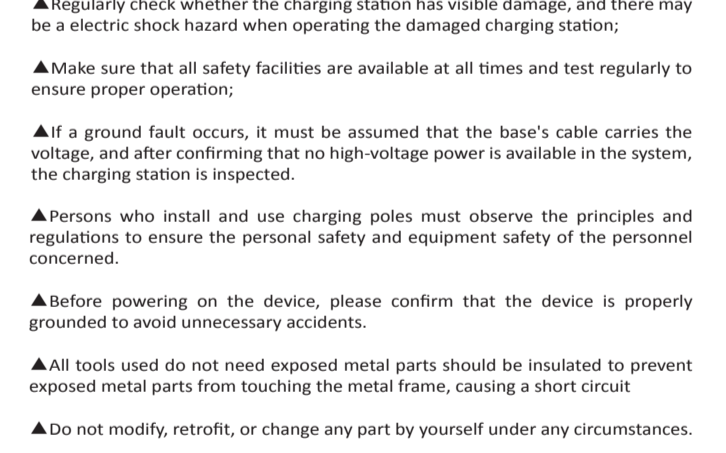 ▲Regularly check whether the charging station has visible damage, and there may
be a electric shock hazard when operating the damaged charging station;
▲Make sure that all safety facilities are available at all times and test regularly to
ensure proper operation;
▲If a ground fault occurs, it must be assumed that the base's cable carries the
voltage, and after confirming that no high-voltage power is available in the system,
the charging station is inspected.
▲Persons who install and use charging poles must observe the principles and
regulations to ensure the personal safety and equipment safety of the personnel
concerned.
▲Before powering on the device, please confirm that the device is properly
grounded to avoid unnecessary accidents.
▲All tools used do not need exposed metal parts should be insulated to prevent
exposed metal parts from touching the metal frame, causing a short circuit
▲Do not modify, retrofit, or change any part by yourself under any circumstances.